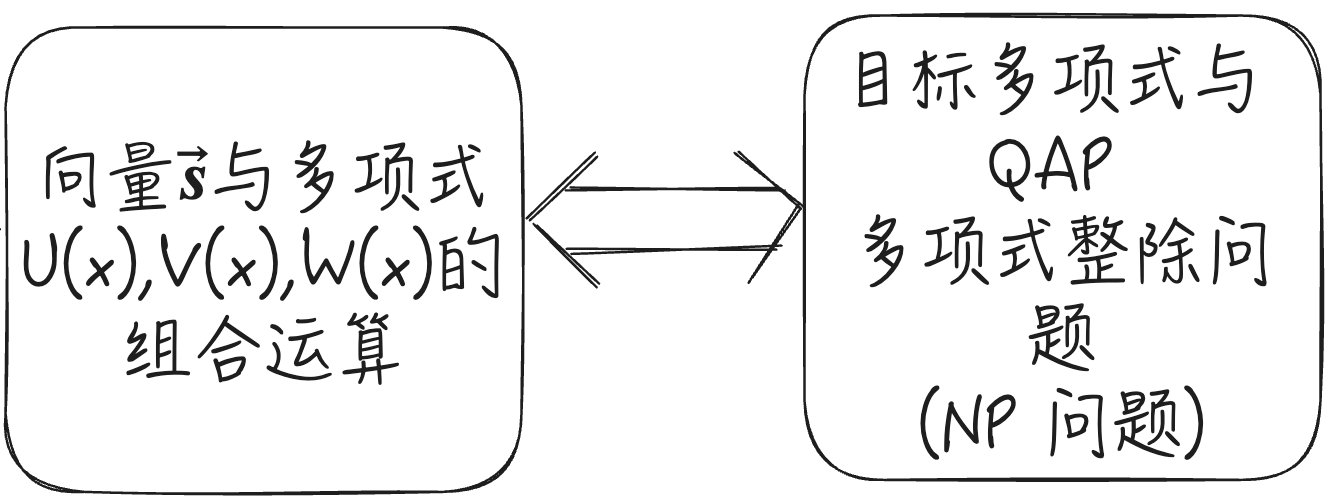 向量s⃗与多项式
U(x),V(x),W(x)的
组合运算
目标多项式与
QAP
多项式整除问
题
(NP 问题)